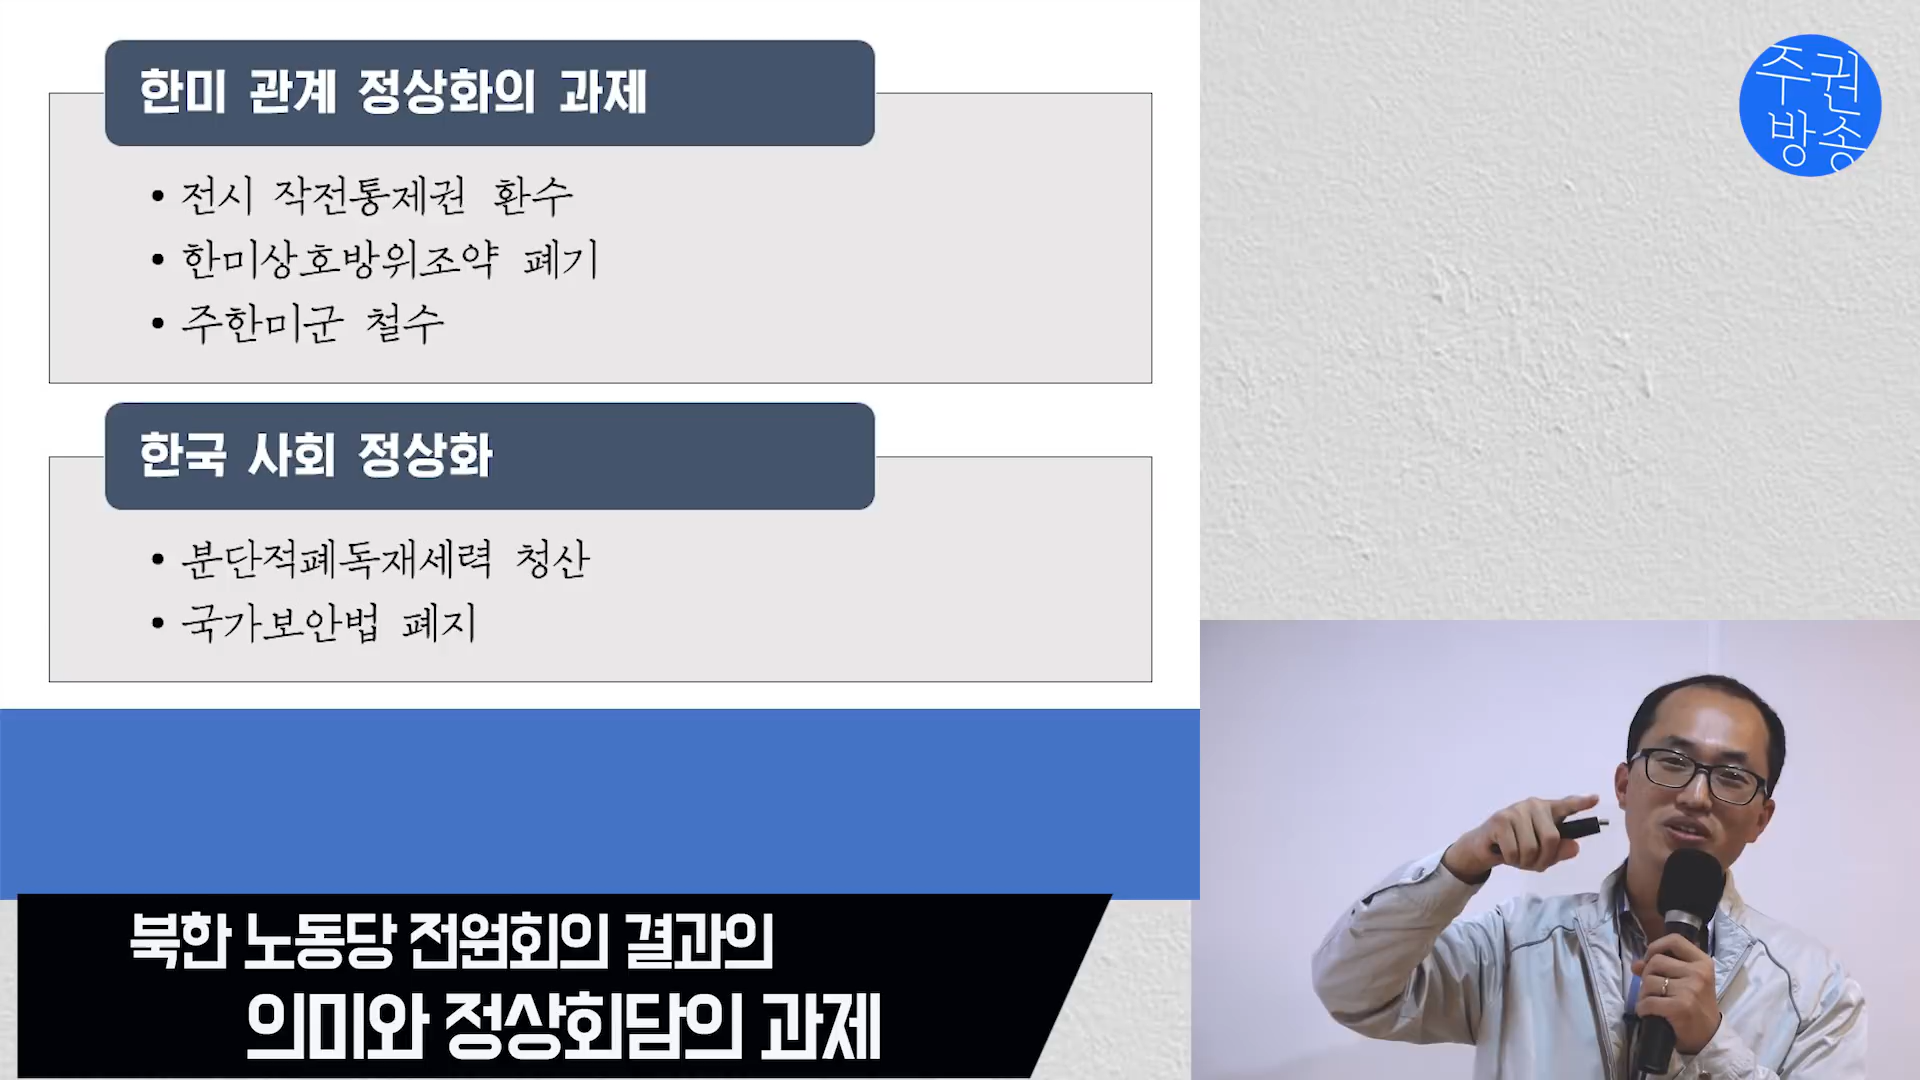 한미 관계 정상화의 과제
• 전시 작전통제권 환수
• 한미상호방위조약 폐기
• 주한미군 철수
한국 사회 정상화
• 분단적폐독재세력 청산
• 국가보안법 폐지
주권
방송
북한 노동당 전원회의 결과의
의미와 정상회담의 과제